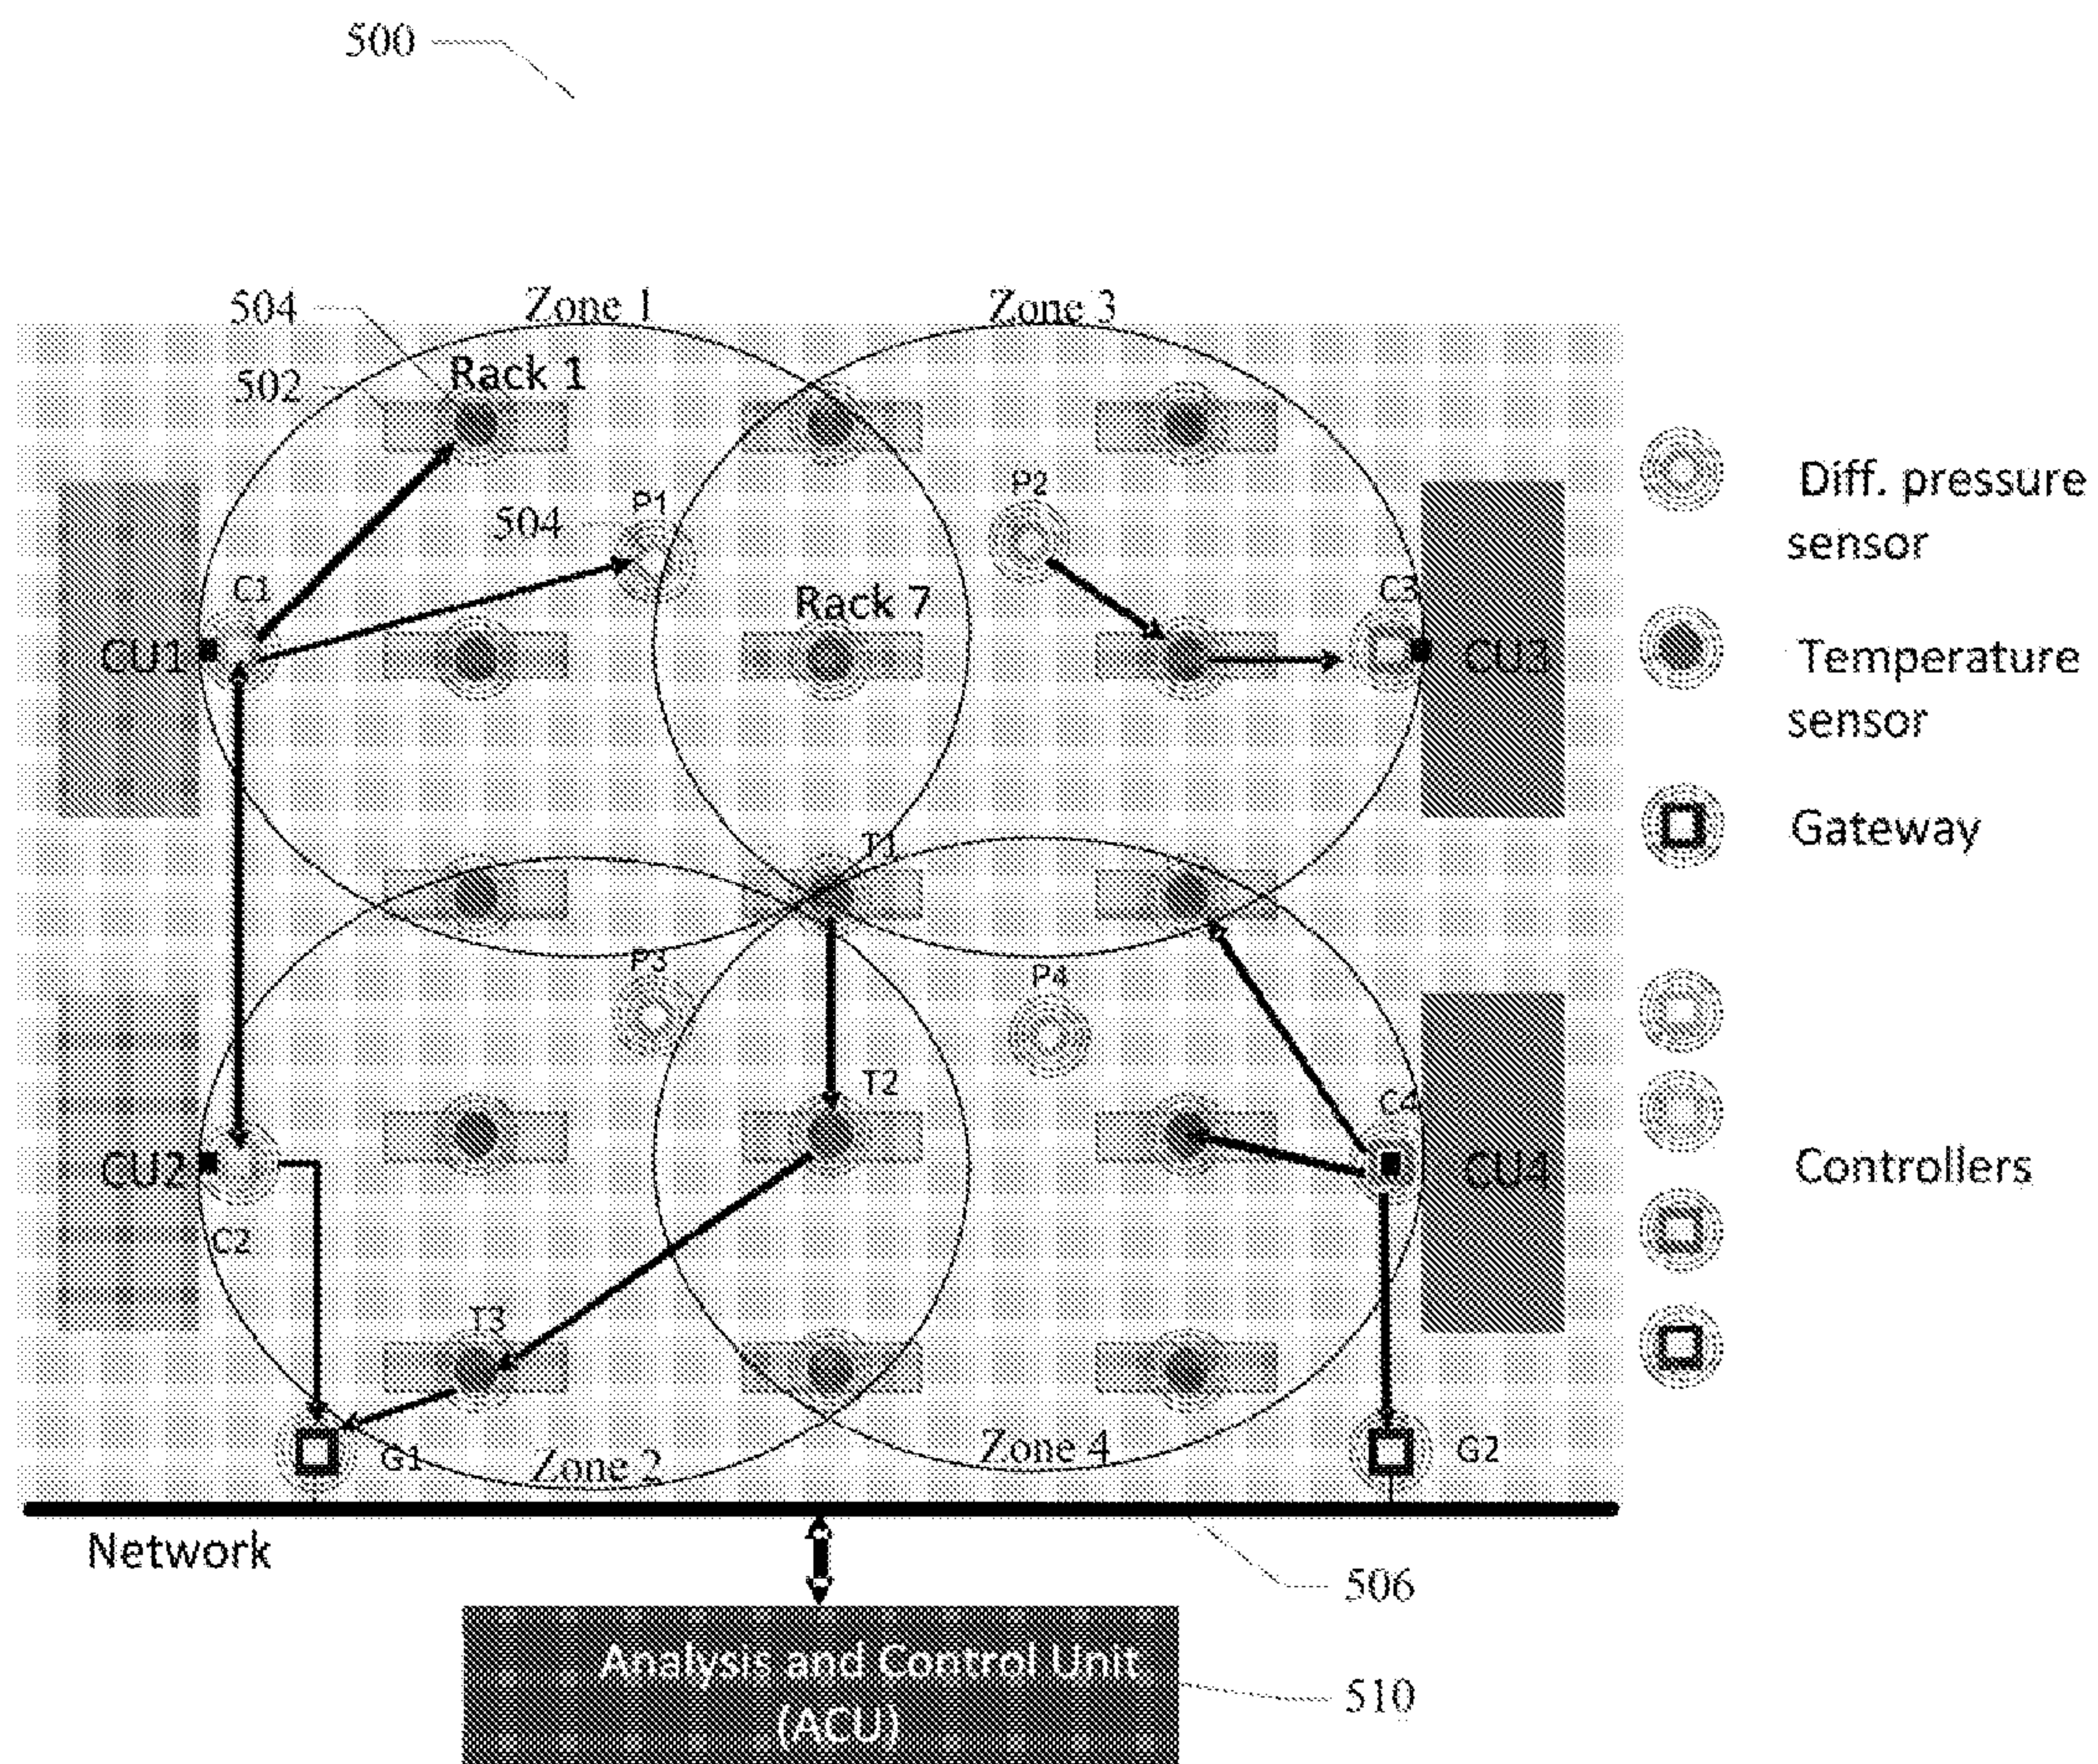 500
Zone 1
Zone 3
504
Rack 1
502
P1
P2
504
Diff. pressure
sensor
C1
Rack 7
C3
CU1
CU3
Temperature
sensor
T1
Gateway
P3
P4
T2
C4
CU2
CU4
Controllers
C2
T3
G1
Zone 2
Zone 4
G2
Network
506
Analysis and Control Unit
(ACU)
510